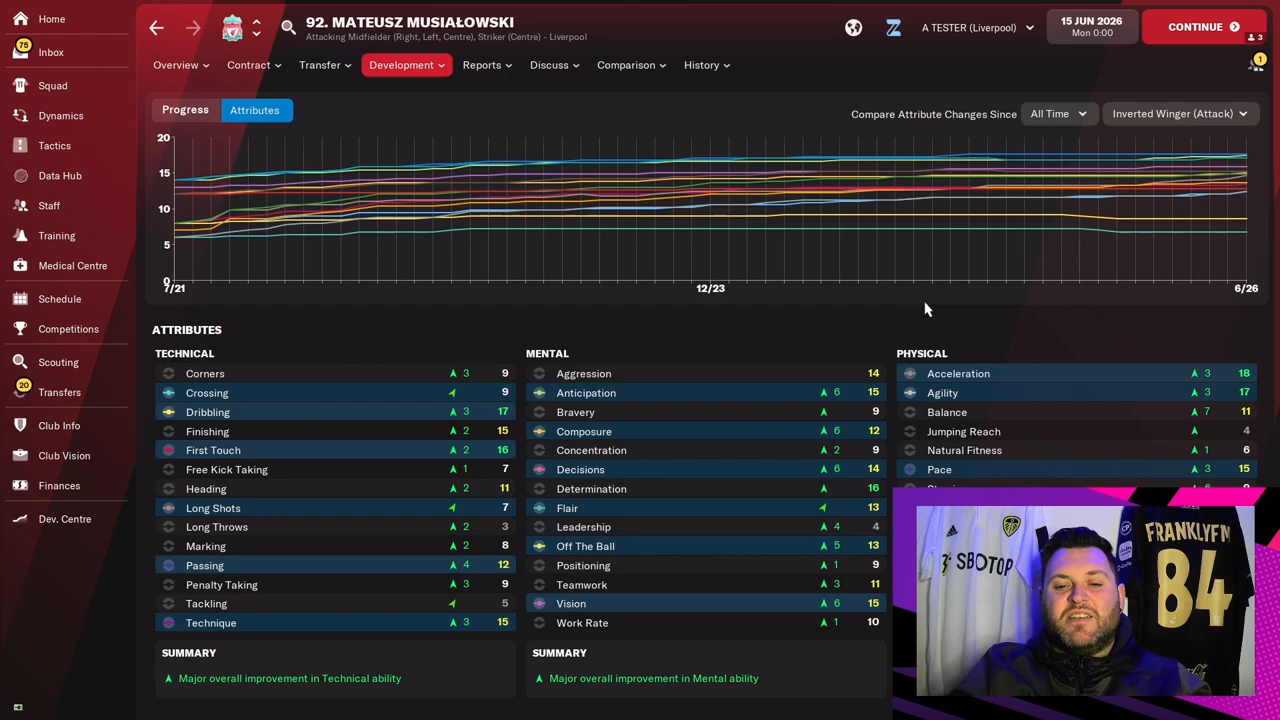 Home
92. MATEUSZ MUSIAŁOWSKI
Attacking Midfielder (Right, Left, Centre), Striker (Centre) - Liverpool
A TESTER (Liverpool)
15 JUN 2026
Mon 0:00
CONTINUE
3
75
Inbox
Overview
Contract
Transfer
Development
Reports
Discuss
Comparison
History
1
Squad
Dynamics
Tactics
Data Hub
Staff
Training
Medical Centre
Schedule
Competitions
Scouting
20
Transfers
Club Info
Club Vision
Finances
Dev. Centre
Progress
Attributes
Compare Attribute Changes Since
All Time
Inverted Winger (Attack)
20
15
10
5
0
7/21
12/23
6/26
ATTRIBUTES
TECHNICAL
Corners 3 9
Crossing 9
Dribbling 3 17
Finishing 2 15
First Touch 2 16
Free Kick Taking 1 7
Heading 2 11
Long Shots 7
Long Throws 2 3
Marking 2 8
Passing 4 12
Penalty Taking 3 9
Tackling 5
Technique 3 15
SUMMARY
Major overall improvement in Technical ability
MENTAL
Aggression 14
Anticipation 6 15
Bravery 9
Composure 6 12
Concentration 2 9
Decisions 6 14
Determination 16
Flair 13
Leadership 4 4
Off The Ball 5 13
Positioning 1 9
Teamwork 3 11
Vision 6 15
Work Rate 1 10
SUMMARY
Major overall improvement in Mental ability
PHYSICAL
Acceleration 3 18
Agility 3 17
Balance 7 11
Jumping Reach 4
Natural Fitness 1 6
Pace 3 15
SBOTOP
FRANKLYFM
84